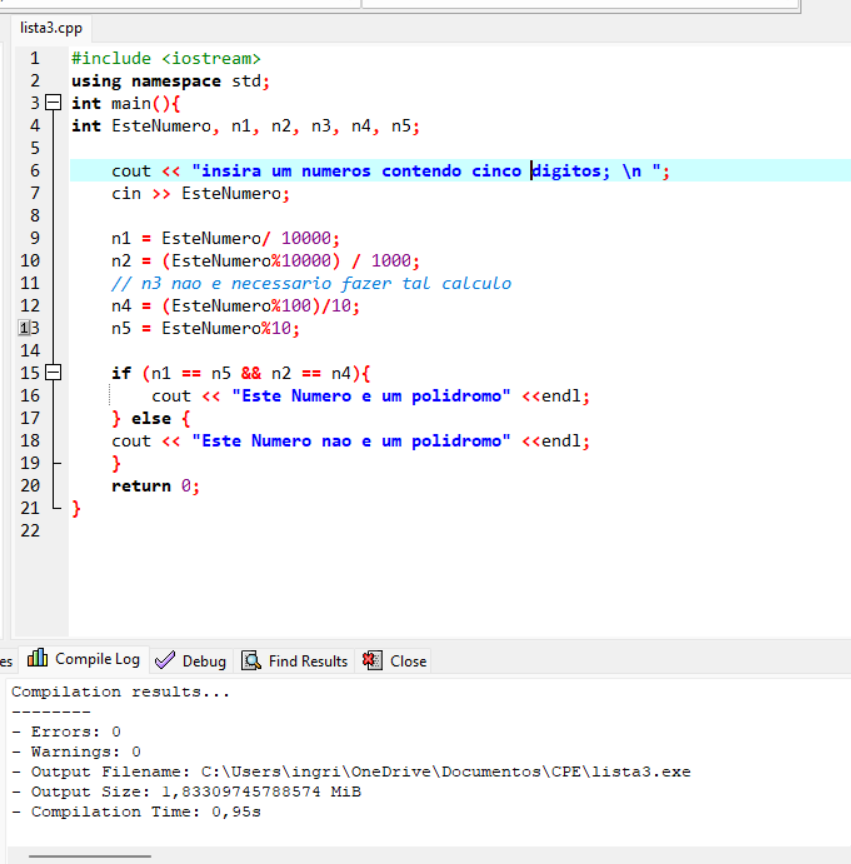 lista3.cpp
1 #include <iostream>
2 using namespace std;
3 int main(){
4 int EsteNumero, n1, n2, n3, n4, n5;
5
6 cout << "insira um numeros contendo cinco digitos; \n ";
7 cin >> EsteNumero;
8
9 n1 = EsteNumero/ 10000;
10 n2 = (EsteNumero%10000) / 1000;
11 // n3 nao e necessario fazer tal calculo
12 n4 = (EsteNumero%100)/10;
13 n5 = EsteNumero%10;
14
15 if (n1 == n5 && n2 == n4){
16 cout << "Este Numero e um polidromo" <<endl;
17 } else {
18 cout << "Este Numero nao e um polidromo" <<endl;
19 }
20 return 0;
21 }
22
es Compile Log Debug Find Results Close
Compilation results...
--------
- Errors: 0
- Warnings: 0
- Output Filename: C:\Users\ingri\OneDrive\Documentos\CPE\lista3.exe
- Output Size: 1,83309745788574 MiB
- Compilation Time: 0,95s